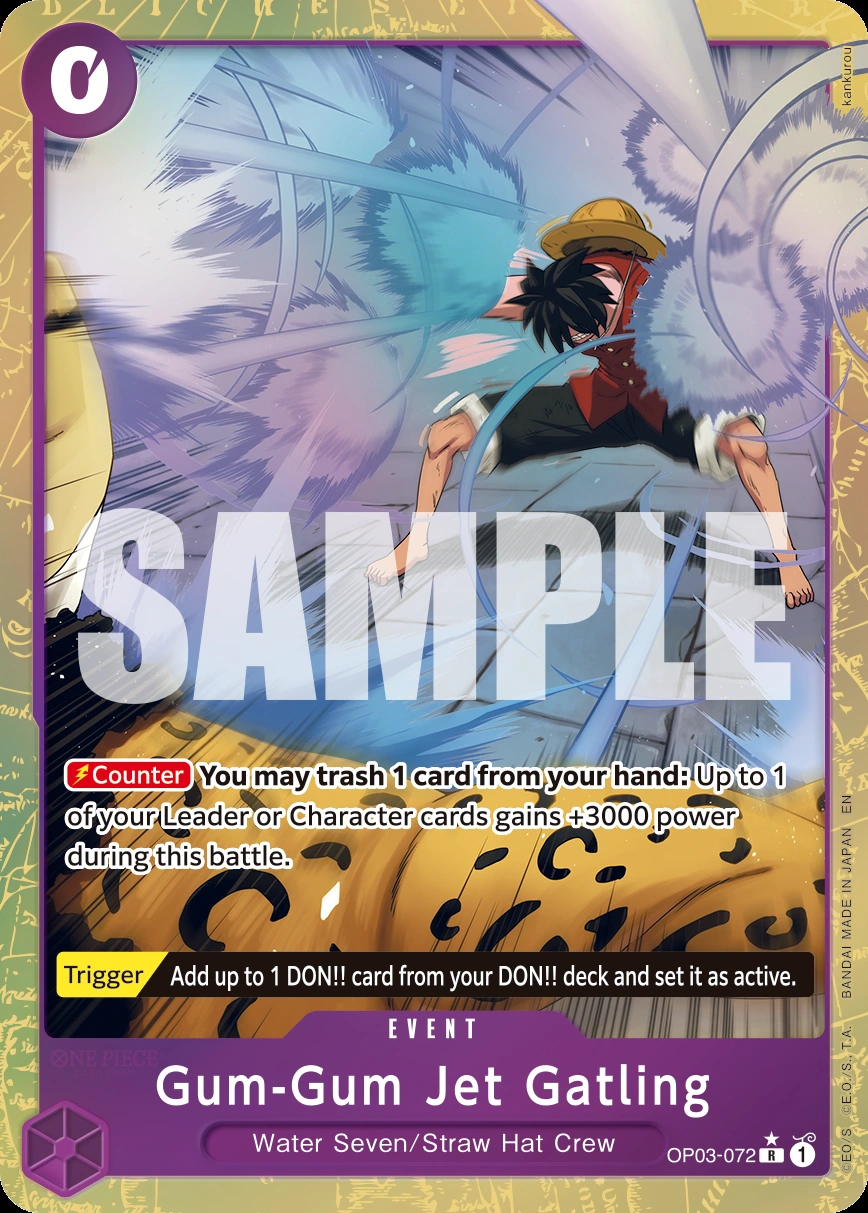 0
kankurou
SAMPLE
Counter You may trash 1 card from your hand: Up to 1
of your Leader or Character cards gains +3000 power
during this battle.
Trigger Add up to 1 DON!! card from your DON!! deck and set it as active.
EVENT
ONE PIECE
Gum-Gum Jet Gatling
Water Seven/Straw Hat Crew
OP03-072 R 1
©EO/S ©E.O./S., T.A. BANDAI MADE IN JAPAN EN